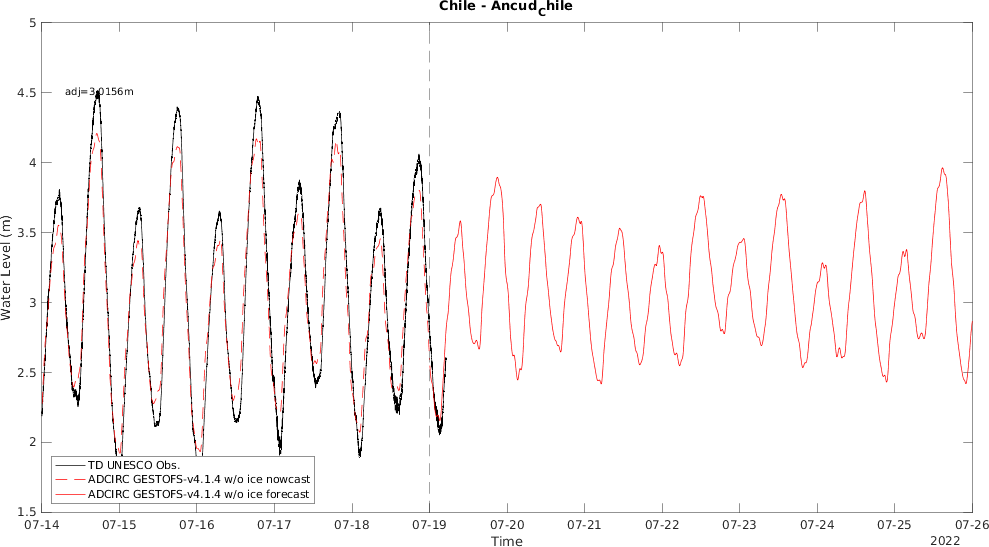 Chile - Ancud_Chile
5
adj=3.0156m
4.5
4
3.5
3
2.5
2
1.5
Water Level (m)
TD UNESCO Obs.
ADCIRC GESTOFS-v4.1.4 w/o ice nowcast
ADCIRC GESTOFS-v4.1.4 w/o ice forecast
07-14 07-15 07-16 07-17 07-18 07-19 07-20 07-21 07-22 07-23 07-24 07-25 07-26
Time
2022